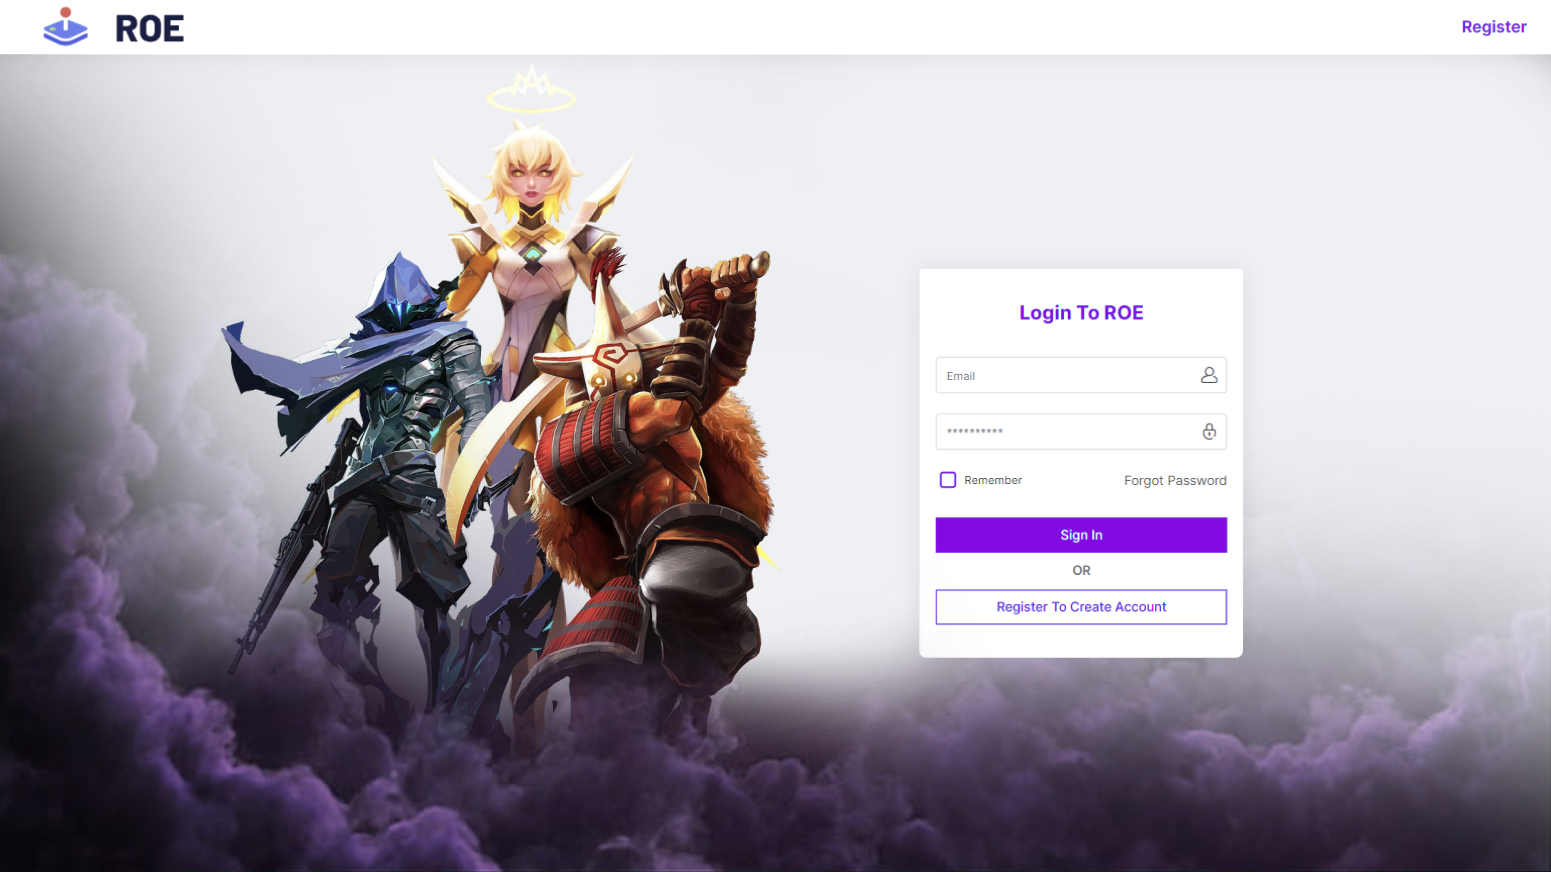 ROE
Register
Login To ROE
Email
**********
Remember
Forgot Password
Sign In
OR
Register To Create Account